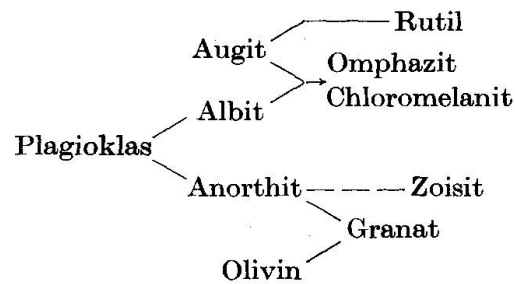 Rutil
Augit
Omphazit
Chloromelanit
Albit
Plagioklas
Anorthit
Zoisit
Granat
Olivin